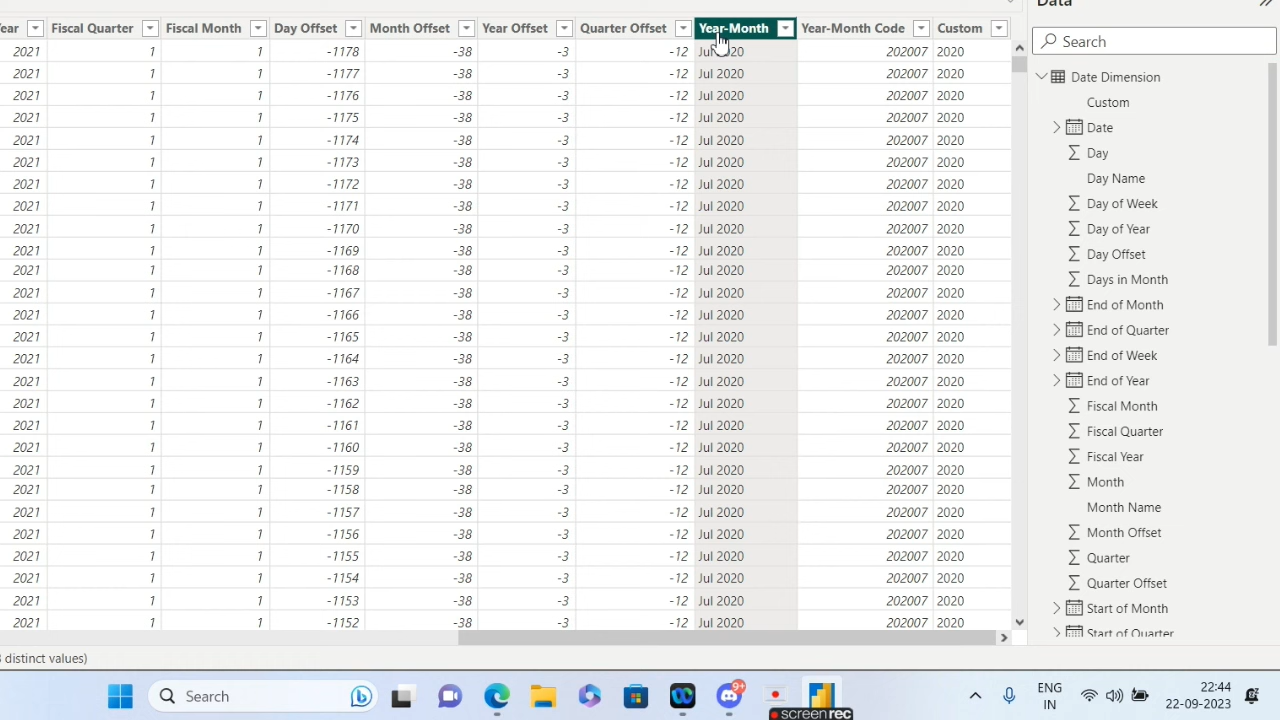 Data
ear Fiscal Quarter Fiscal Month Day Offset Month Offset Year Offset Quarter Offset Year-Month Year-Month Code Custom
1 1 -1178 -38 -3 -12 Jul 2020 202007 2020
2021 1 1 -1177 -38 -3 -12 Jul 2020 202007 2020
2021 1 1 -1176 -38 -3 -12 Jul 2020 202007 2020
2021 1 1 -1175 -38 -3 -12 Jul 2020 202007 2020
2021 1 1 -1174 -38 -3 -12 Jul 2020 202007 2020
2021 1 1 -1173 -38 -3 -12 Jul 2020 202007 2020
2021 1 1 -1172 -38 -3 -12 Jul 2020 202007 2020
2021 1 1 -1171 -38 -3 -12 Jul 2020 202007 2020
2021 1 1 -1170 -38 -3 -12 Jul 2020 202007 2020
2021 1 1 -1169 -38 -3 -12 Jul 2020 202007 2020
2021 1 1 -1168 -38 -3 -12 Jul 2020 202007 2020
2021 1 1 -1167 -38 -3 -12 Jul 2020 202007 2020
2021 1 1 -1166 -38 -3 -12 Jul 2020 202007 2020
2021 1 1 -1165 -38 -3 -12 Jul 2020 202007 2020
2021 1 1 -1164 -38 -3 -12 Jul 2020 202007 2020
2021 1 1 -1163 -38 -3 -12 Jul 2020 202007 2020
2021 1 1 -1162 -38 -3 -12 Jul 2020 202007 2020
2021 1 1 -1161 -38 -3 -12 Jul 2020 202007 2020
2021 1 1 -1160 -38 -3 -12 Jul 2020 202007 2020
2021 1 1 -1159 -38 -3 -12 Jul 2020 202007 2020
2021 1 1 -1158 -38 -3 -12 Jul 2020 202007 2020
2021 1 1 -1157 -38 -3 -12 Jul 2020 202007 2020
2021 1 1 -1156 -38 -3 -12 Jul 2020 202007 2020
2021 1 1 -1155 -38 -3 -12 Jul 2020 202007 2020
2021 1 1 -1154 -38 -3 -12 Jul 2020 202007 2020
2021 1 1 -1153 -38 -3 -12 Jul 2020 202007 2020
2021 1 1 -1152 -38 -3 -12 Jul 2020 202007 2020
Search
Date Dimension
Custom
Date
Day
Day Name
Day of Week
Day of Year
Day Offset
Days in Month
End of Month
End of Quarter
End of Week
End of Year
Fiscal Month
Fiscal Quarter
Fiscal Year
Month
Month Name
Month Offset
Quarter
Quarter Offset
Start of Month
Start of Quarter
distinct values)
Search
9+
screenrec
ENG
IN
22:44
22-09-2023